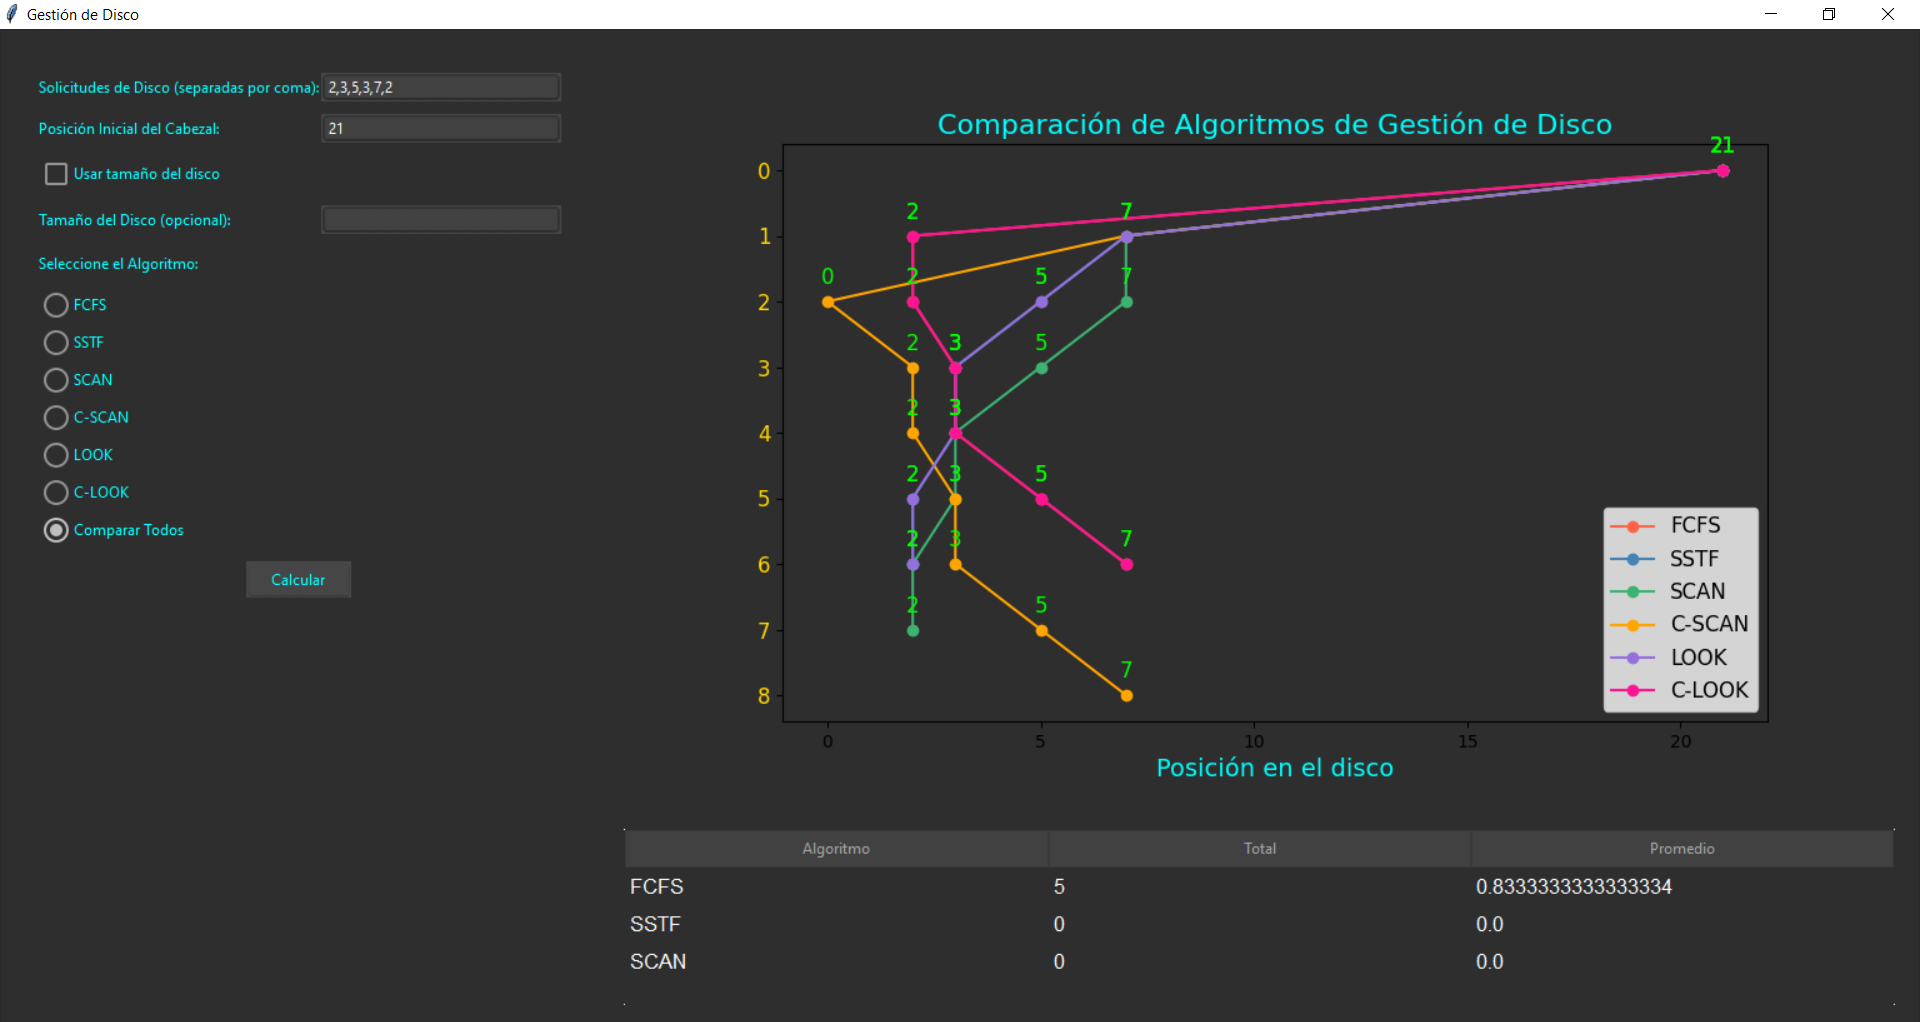 Gestión de Disco
Solicitudes de Disco (separadas por coma): 2,3,5,3,7,2
Posición Inicial del Cabezal: 21
Usar tamaño del disco
Tamaño del Disco (opcional):
Seleccione el Algoritmo:
FCFS
SSTF
SCAN
C-SCAN
LOOK
C-LOOK
Comparar Todos
Calcular
Comparación de Algoritmos de Gestión de Disco
21
0
2 7
1
0 2 5 7
2
2 3 5
3
2 3
4
2 3 5
5
2 3 7
6
2 5
7
7
8
FCFS
SSTF
SCAN
C-SCAN
LOOK
C-LOOK
0 5 10 15 20
Posición en el disco
Algoritmo Total Promedio
FCFS 5 0.8333333333333334
SSTF 0 0.0
SCAN 0 0.0